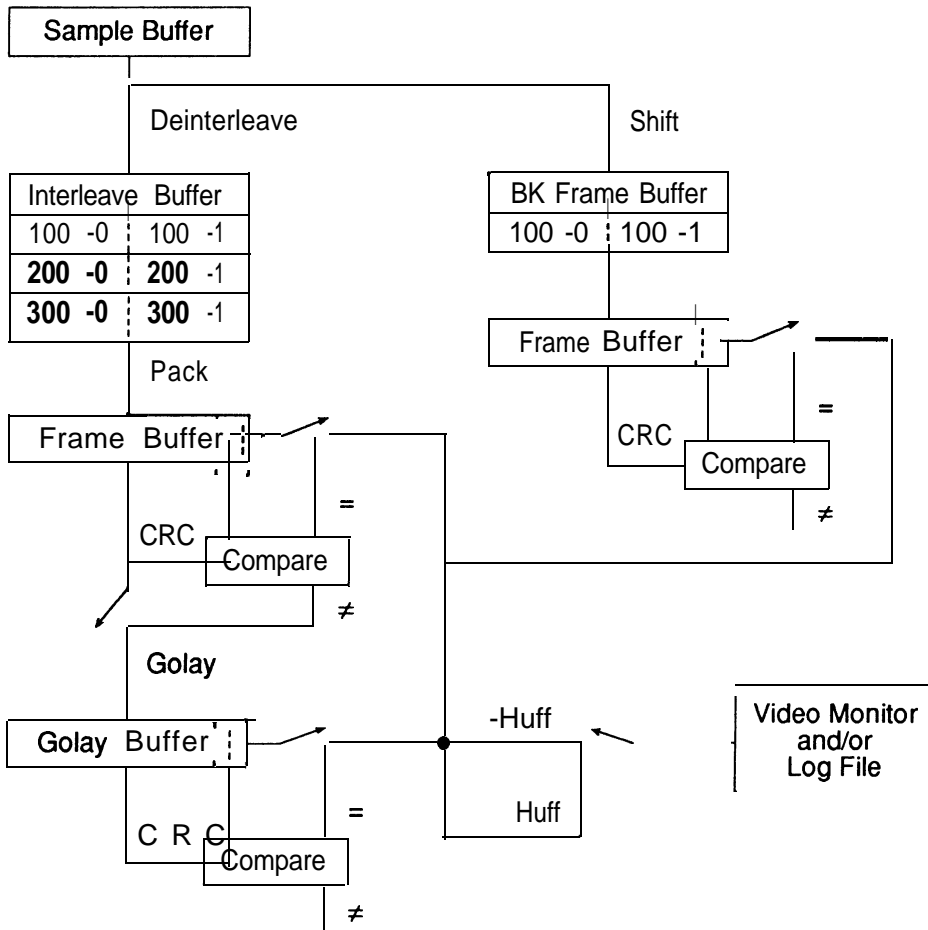 Sample Buffer
Deinterleave
Shift
Interleave Buffer
100 -0 100 -1
200 -0 200 -1
300 -0 300 -1
BK Frame Buffer
100 -0 100 -1
Frame Buffer
=
CRC
Compare
≠
Pack
Frame Buffer
=
CRC
Compare
≠
Golay
Golay Buffer
=
C R C
Compare
≠
-Huff
Huff
Video Monitor
and/or
Log File